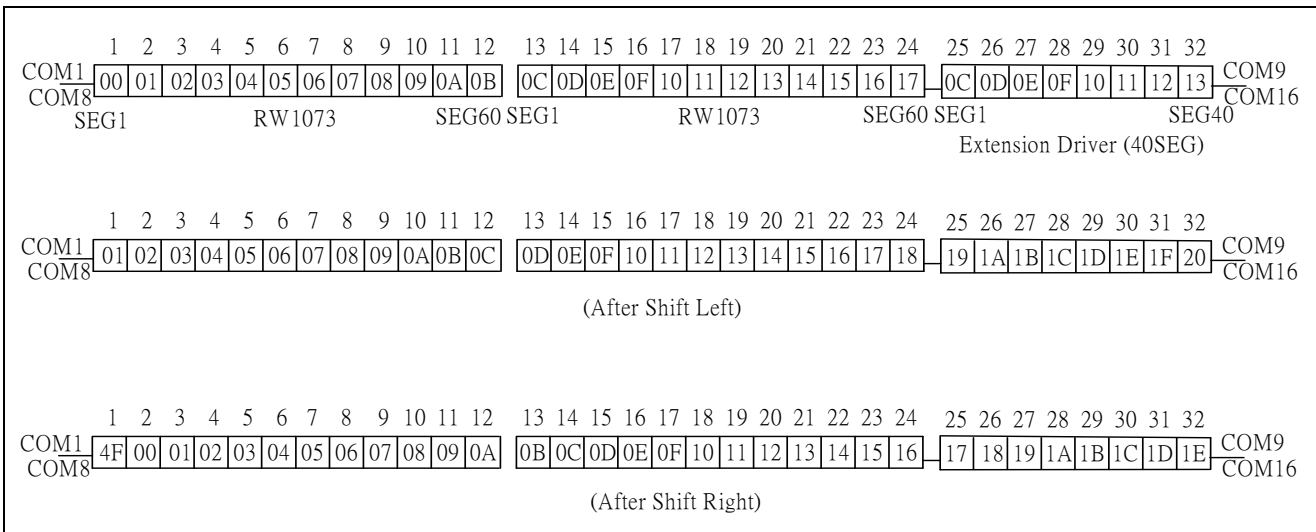 1 2 3 4 5 6 7 8 9 10 11 12 13 14 15 16 17 18 19 20 21 22 23 24 25 26 27 28 29 30 31 32
COM1 00 01 02 03 04 05 06 07 08 09 0A 0B 0C 0D 0E 0F 10 11 12 13 14 15 16 17 0C 0D 0E 0F 10 11 12 13 COM9
COM8 COM16
SEG1 RW1073 SEG60 SEG1 RW1073 SEG60 SEG1 SEG40
Extension Driver (40SEG)
1 2 3 4 5 6 7 8 9 10 11 12 13 14 15 16 17 18 19 20 21 22 23 24 25 26 27 28 29 30 31 32
COM1 01 02 03 04 05 06 07 08 09 0A 0B 0C 0D 0E 0F 10 11 12 13 14 15 16 17 18 19 1A 1B 1C 1D 1E 1F 20 COM9
COM8 COM16
(After Shift Left)
1 2 3 4 5 6 7 8 9 10 11 12 13 14 15 16 17 18 19 20 21 22 23 24 25 26 27 28 29 30 31 32
COM1 4F 00 01 02 03 04 05 06 07 08 09 0A 0B 0C 0D 0E 0F 10 11 12 13 14 15 16 17 18 19 1A 1B 1C 1D 1E COM9
COM8 COM16
(After Shift Right)